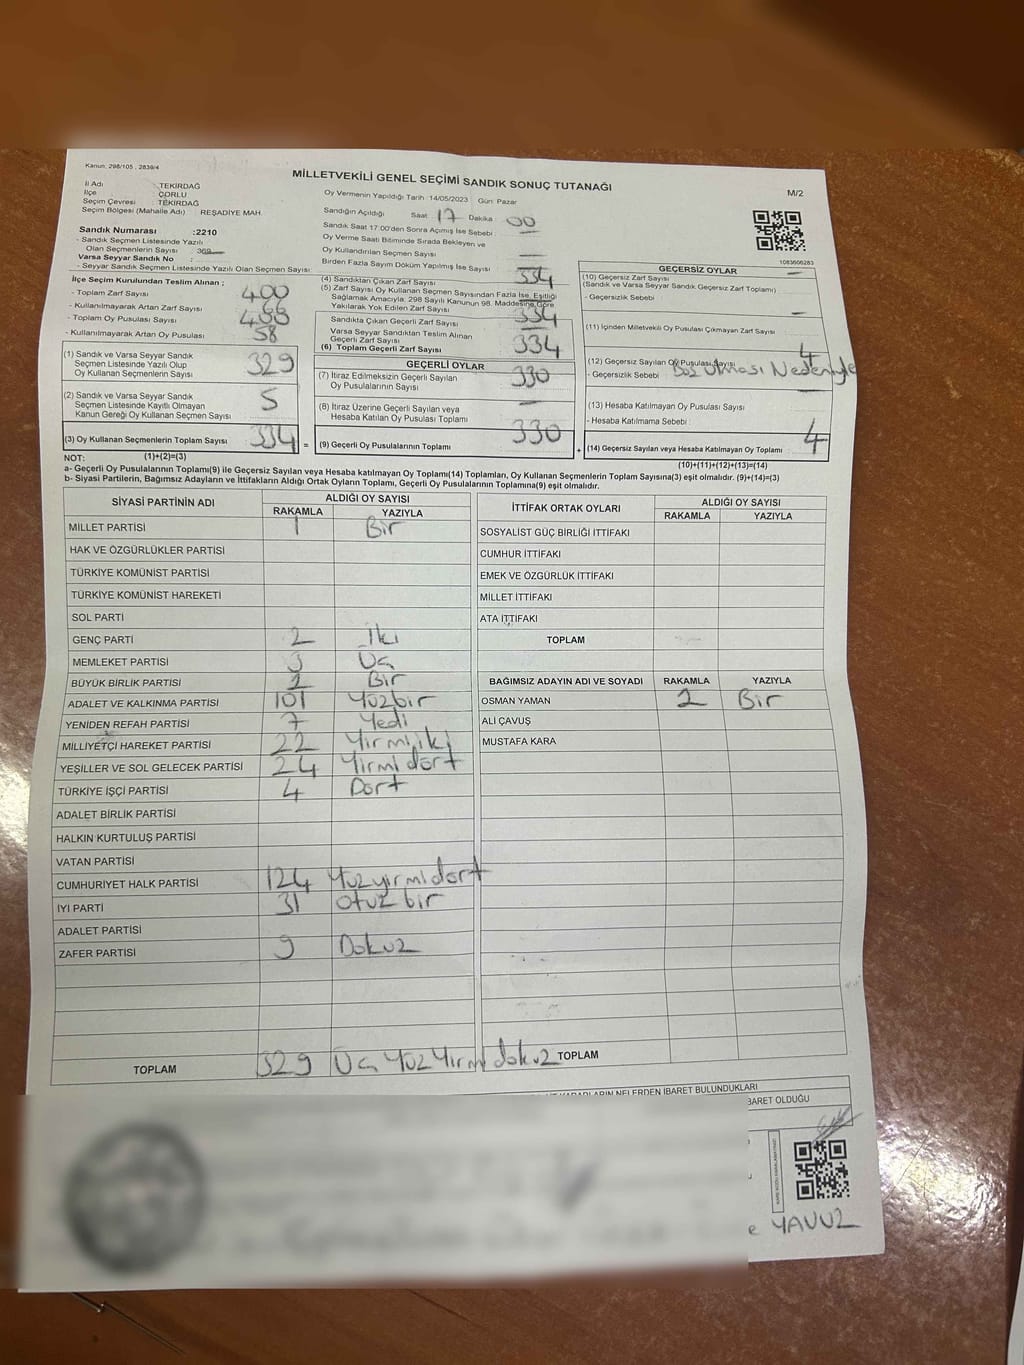 Kanun: 298/105 , 2839/4
MİLLETVEKİLİ GENEL SEÇİMİ SANDIK SONUÇ TUTANAĞI
M/2
İl Adı : TEKİRDAĞ
İlçe : ÇORLU
Seçim Çevresi : TEKİRDAĞ
Seçim Bölgesi (Mahalle Adı) : REŞADİYE MAH.
Oy Vermenin Yapıldığı Tarih :14/05/2023 Gün: Pazar
Sandığın Açıldığı Saat: 17 Dakika : 00
Sandık Saat 17:00'den Sonra Açımış İse Sebebi : —
Oy Verme Saati Bitiminde Sırada Bekleyen ve
Oy Kullandırılan Seçmen Sayısı —
Birden Fazla Sayım Döküm Yapılmış İse Sayısı —
1083606283
Sandık Numarası :2210
- Sandık Seçmen Listesinde Yazılı
Olan Seçmenlerin Sayısı : 369
Varsa Seyyar Sandık No :
- Seyyar Sandık Seçmen Listesinde Yazılı Olan Seçmen Sayısı:
İlçe Seçim Kurulundan Teslim Alınan ;
- Toplam Zarf Sayısı 400
- Kullanılmayarak Artan Zarf Sayısı 66
- Toplam Oy Pusulası Sayısı
- Kullanılmayarak Artan Oy Pusulası 58
(1) Sandık ve Varsa Seyyar Sandık
Seçmen Listesinde Yazılı Olup
Oy Kullanan Seçmenlerin Sayısı 329
(2) Sandık ve Varsa Seyyar Sandık
Seçmen Listesinde Kayıtlı Olmayan
Kanun Gereği Oy Kullanan Seçmen Sayısı 5
(3) Oy Kullanan Seçmenlerin Toplam Sayısı 334 =
(4) Sandıktan Çıkan Zarf Sayısı 334
(5) Zarf Sayısı Oy Kullanan Seçmen Sayısından Fazla İse, Eşitliği
Sağlamak Amacıyla, 298 Sayılı Kanunun 98. Maddesine Göre
Yakılarak Yok Edilen Zarf Sayısı
Sandıkta Çıkan Geçerli Zarf Sayısı 334
Varsa Seyyar Sandıktan Teslim Alınan
Geçerli Zarf Sayısı
(6) Toplam Geçerli Zarf Sayısı 334
GEÇERLİ OYLAR
(7) İtiraz Edilmeksizin Geçerli Sayılan
Oy Pusulalarının Sayısı 330
(8) İtiraz Üzerine Geçerli Sayılan veya
Hesaba Katılan Oy Pusulası Toplamı —
(9) Geçerli Oy Pusulalarının Toplamı 330 +
GEÇERSİZ OYLAR
(10) Geçersiz Zarf Sayısı —
(Sandık ve Varsa Seyyar Sandık Geçersiz Zarf Toplamı)
- Geçersizlik Sebebi :
(11) İçinden Milletvekili Oy Pusulası Çıkmayan Zarf Sayısı —
(12) Geçersiz Sayılan Oy Pusulası Sayısı 4
- Geçersizlik Sebebi : Boş Olması Nedeniyle
(13) Hesaba Katılmayan Oy Pusulası Sayısı
- Hesaba Katılmama Sebebi :
(14) Geçersiz Sayılan veya Hesaba Katılmayan Oy Toplamı : 4
NOT: (1)+(2)=(3)
(10)+(11)+(12)+(13)=(14)
a- Geçerli Oy Pusulalarının Toplamı(9) ile Geçersiz Sayılan veya Hesaba katılmayan Oy Toplamı(14) Toplamları, Oy Kullanan Seçmenlerin Toplam Sayısına(3) eşit olmalıdır. (9)+(14)=(3)
b- Siyasi Partilerin, Bağımsız Adayların ve İttifakların Aldığı Ortak Oyların Toplamı, Geçerli Oy Pusulalarının Toplamına(9) eşit olmalıdır.
SİYASİ PARTİNİN ADI ALDIĞI OY SAYISI
RAKAMLA YAZIYLA
MİLLET PARTİSİ 1 Bir
HAK VE ÖZGÜRLÜKLER PARTİSİ
TÜRKİYE KOMÜNİST PARTİSİ
TÜRKİYE KOMÜNİST HAREKETİ
SOL PARTİ
GENÇ PARTİ 2 İki
MEMLEKET PARTİSİ 3 Üç
BÜYÜK BİRLİK PARTİSİ 1 Bir
ADALET VE KALKINMA PARTİSİ 101 Yüzbir
YENİDEN REFAH PARTİSİ 7 Yedi
MİLLİYETÇİ HAREKET PARTİSİ 22 Yirmiiki
YEŞİLLER VE SOL GELECEK PARTİSİ 24 Yirmidört
TÜRKİYE İŞÇİ PARTİSİ 4 Dört
ADALET BİRLİK PARTİSİ
HALKIN KURTULUŞ PARTİSİ
VATAN PARTİSİ
CUMHURİYET HALK PARTİSİ 124 Yüzyirmidört
İYİ PARTİ 31 otuzbir
ADALET PARTİSİ
ZAFER PARTİSİ 9 Dokuz
TOPLAM 329 Üç Yüz Yirmi dokuz
İTTİFAK ORTAK OYLARI ALDIĞI OY SAYISI
RAKAMLA YAZIYLA
SOSYALİST GÜÇ BİRLİĞİ İTTİFAKI
CUMHUR İTTİFAKI
EMEK VE ÖZGÜRLÜK İTTİFAKI
MİLLET İTTİFAKI
ATA İTTİFAKI
TOPLAM
BAĞIMSIZ ADAYIN ADI VE SOYADI RAKAMLA YAZIYLA
OSMAN YAMAN 1 Bir
ALİ ÇAVUŞ
MUSTAFA KARA
TOPLAM
NELERDEN İBARET BULUNDUKLARI
BARET OLDUĞU
YAVUZ